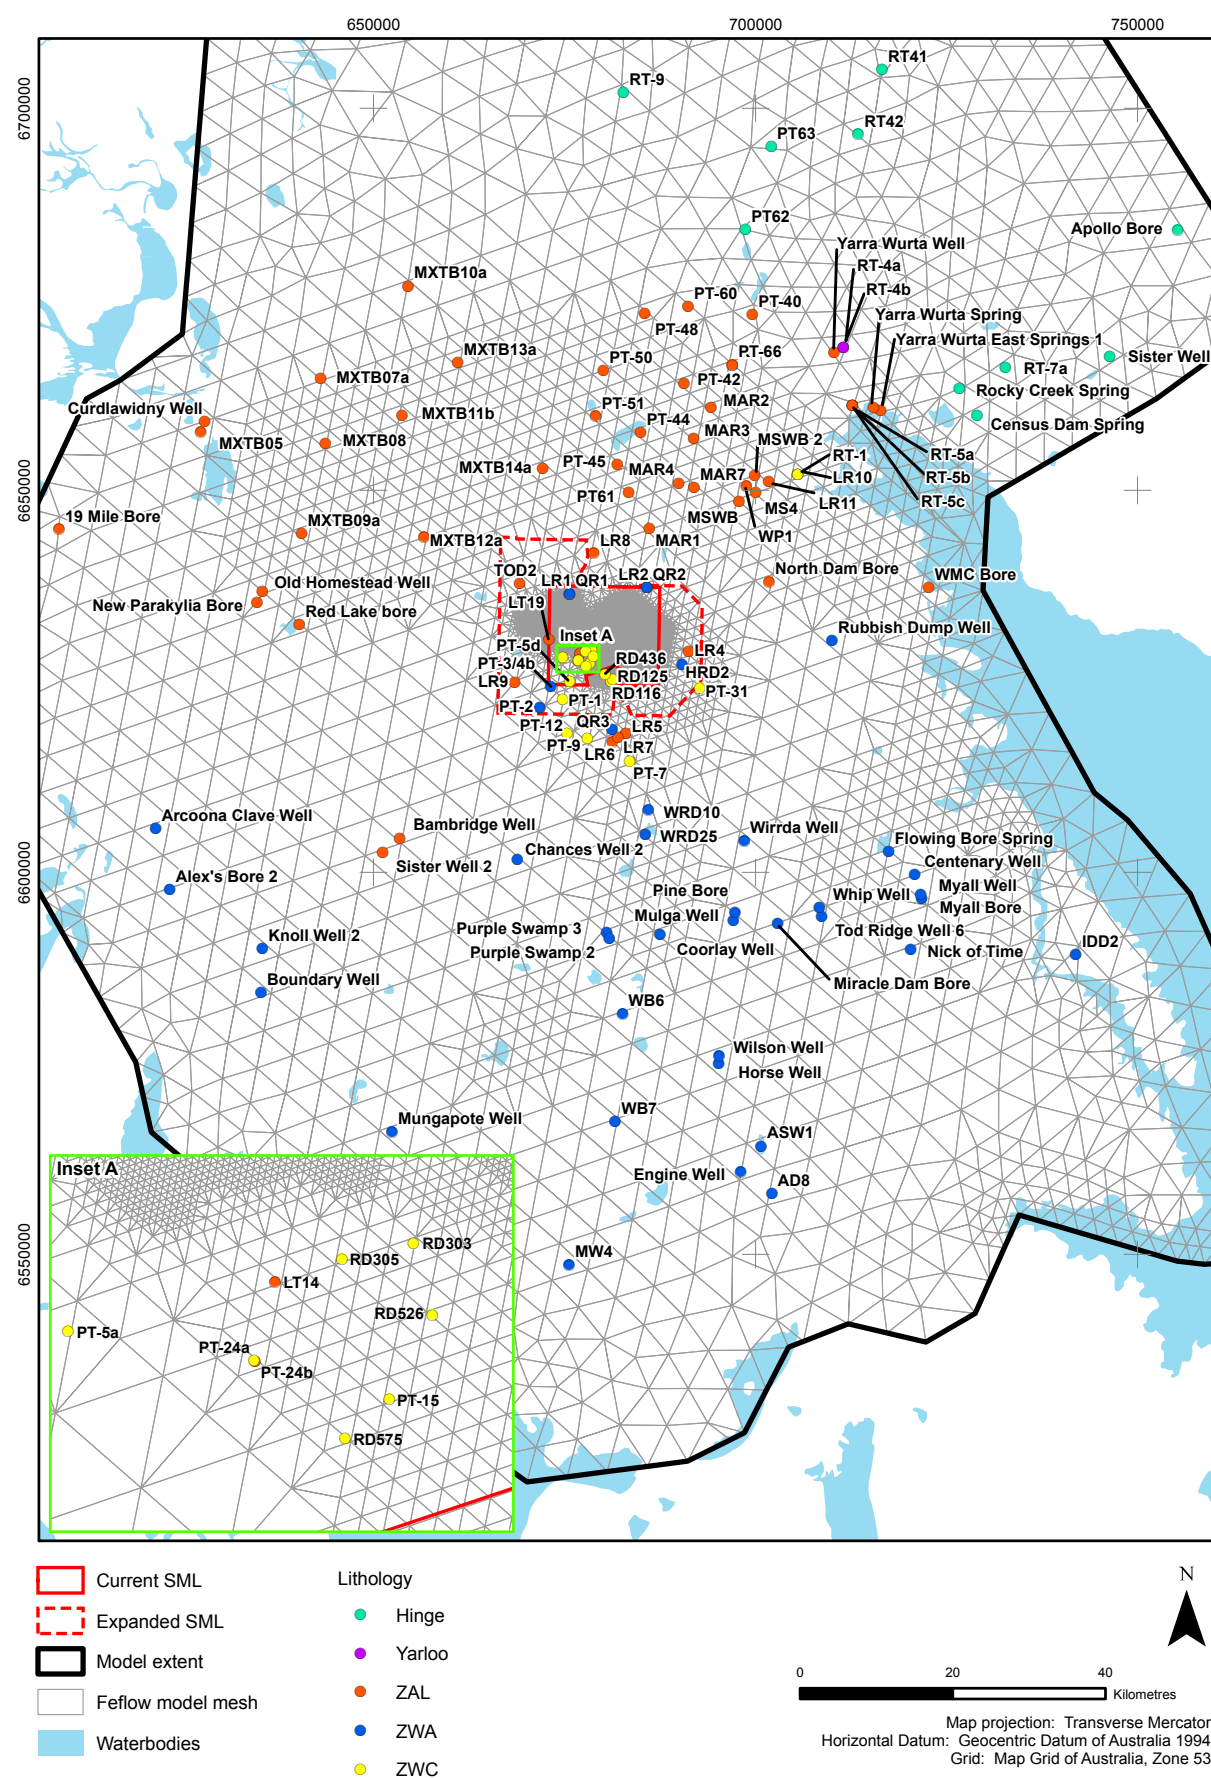 650000
700000
750000
6700000
6650000
6600000
6550000
RT41
RT-9
RT42
PT63
PT62
Apollo Bore
Yarra Wurta Well
RT-4a
MXTB10a
RT-4b
PT-60
PT-40
Yarra Wurta Spring
PT-48
Yarra Wurta East Springs 1
MXTB13a
PT-50
PT-66
Sister Well
RT-7a
MXTB07a
PT-42
Rocky Creek Spring
Curdlawidny Well
MXTB11b
PT-51
MAR2
PT-44
Census Dam Spring
MXTB05
MXTB08
MAR3
MSWB 2
RT-1
RT-5a
MXTB14a
PT-45
MAR4
MAR7
LR10
RT-5b
PT61
MS4
LR11
RT-5c
19 Mile Bore
MXTB09a
MSWB
WP1
MXTB12a
LR8
MAR1
TOD2
LR1 QR1
LR2 QR2
North Dam Bore
WMC Bore
Old Homestead Well
New Parakylia Bore
Red Lake bore
LT19
Inset A
Rubbish Dump Well
PT-5d
RD436
LR4
PT-3/4b
RD125
HRD2
LR9
RD116
PT-31
PT-2
PT-1
PT-12
QR3
LR5
PT-9
LR6
LR7
PT-7
Arcoona Clave Well
Bambridge Well
WRD10
Wirrda Well
WRD25
Flowing Bore Spring
Chances Well 2
Sister Well 2
Centenary Well
Alex's Bore 2
Pine Bore
Whip Well
Myall Well
Mulga Well
Myall Bore
Purple Swamp 3
Tod Ridge Well 6
Knoll Well 2
Purple Swamp 2
Coorlay Well
Nick of Time
IDD2
Boundary Well
Miracle Dam Bore
WB6
Wilson Well
Horse Well
Mungapote Well
WB7
ASW1
Engine Well
AD8
MW4
Inset A
RD303
RD305
LT14
RD526
PT-5a
PT-24a
PT-24b
PT-15
RD575
Current SML
Expanded SML
Model extent
Feflow model mesh
Waterbodies
Lithology
Hinge
Yarloo
ZAL
ZWA
ZWC
N
0
20
40
Kilometres
Map projection: Transverse Mercator
Horizontal Datum: Geocentric Datum of Australia 1994
Grid: Map Grid of Australia, Zone 53